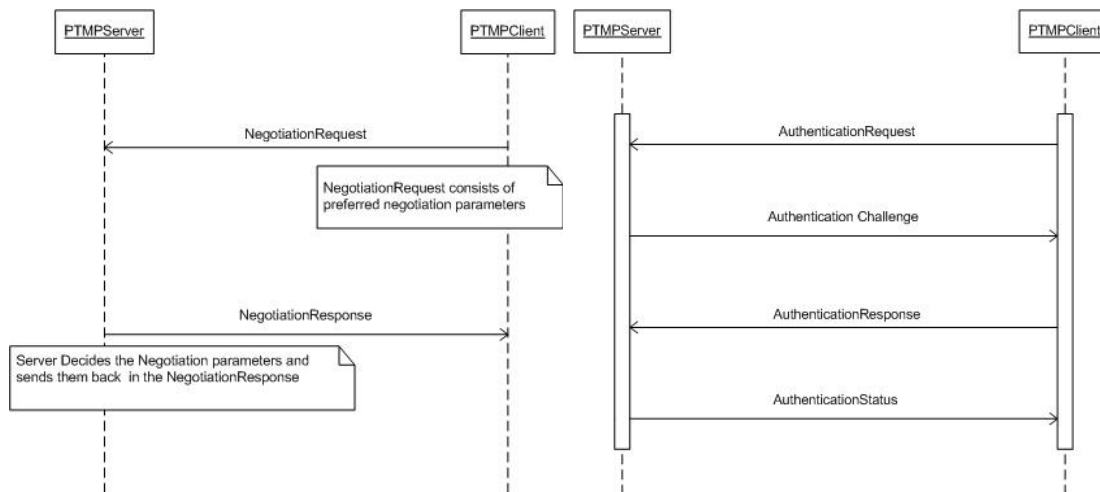 PTMPServer
PTMPClient
NegotiationRequest
NegotiationRequest consists of
preferred negotiation parameters
NegotiationResponse
Server Decides the Negotiation parameters and
sends them back in the NegotiationResponse
PTMPServer
PTMPClient
AuthenticationRequest
Authentication Challenge
AuthenticationResponse
AuthenticationStatus